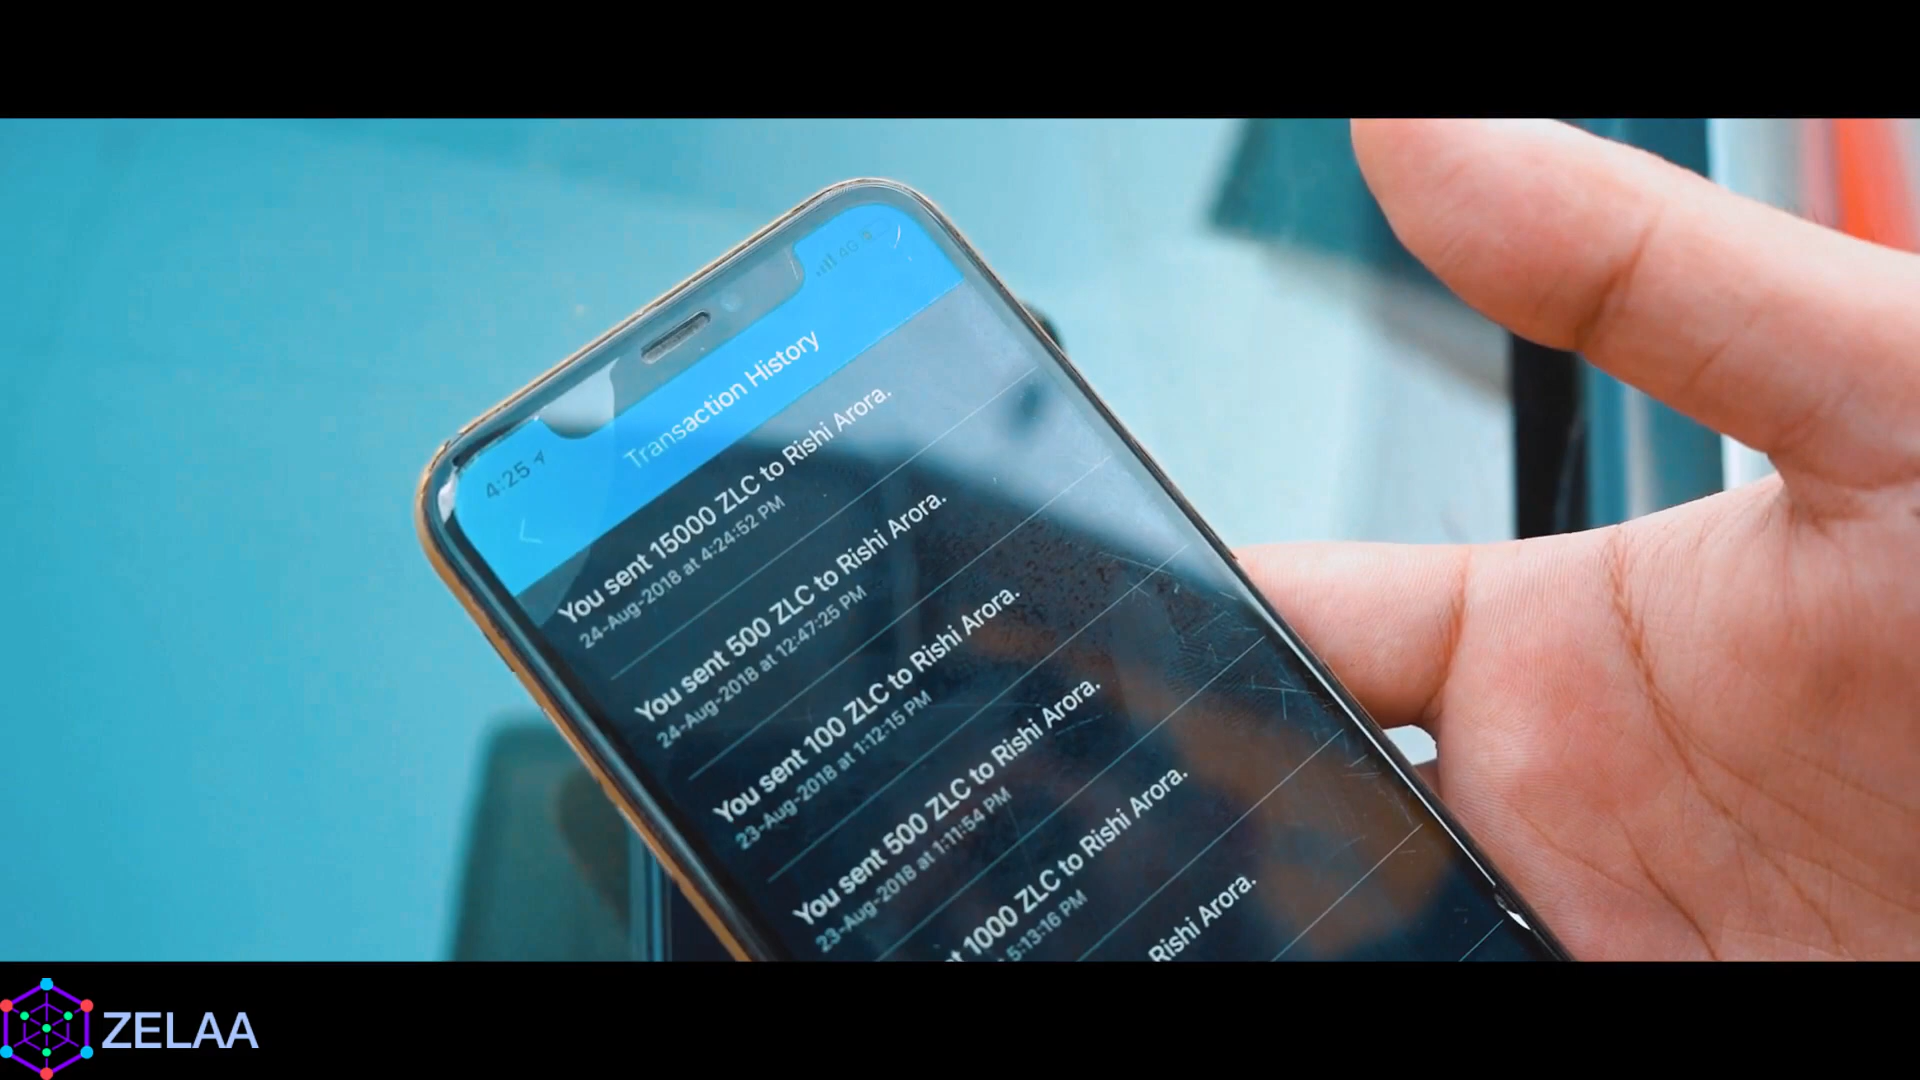 4:25
4G
Transaction History
You sent 15000 ZLC to Rishi Arora.
24-Aug-2018 at 4:24:52 PM
You sent 500 ZLC to Rishi Arora.
24-Aug-2018 at 12:47:25 PM
You sent 100 ZLC to Rishi Arora.
23-Aug-2018 at 1:12:15 PM
You sent 500 ZLC to Rishi Arora.
23-Aug-2018 at 1:11:54 PM
1000 ZLC to Rishi Arora.
5:13:16 PM
Rishi Arora.
ZELAA